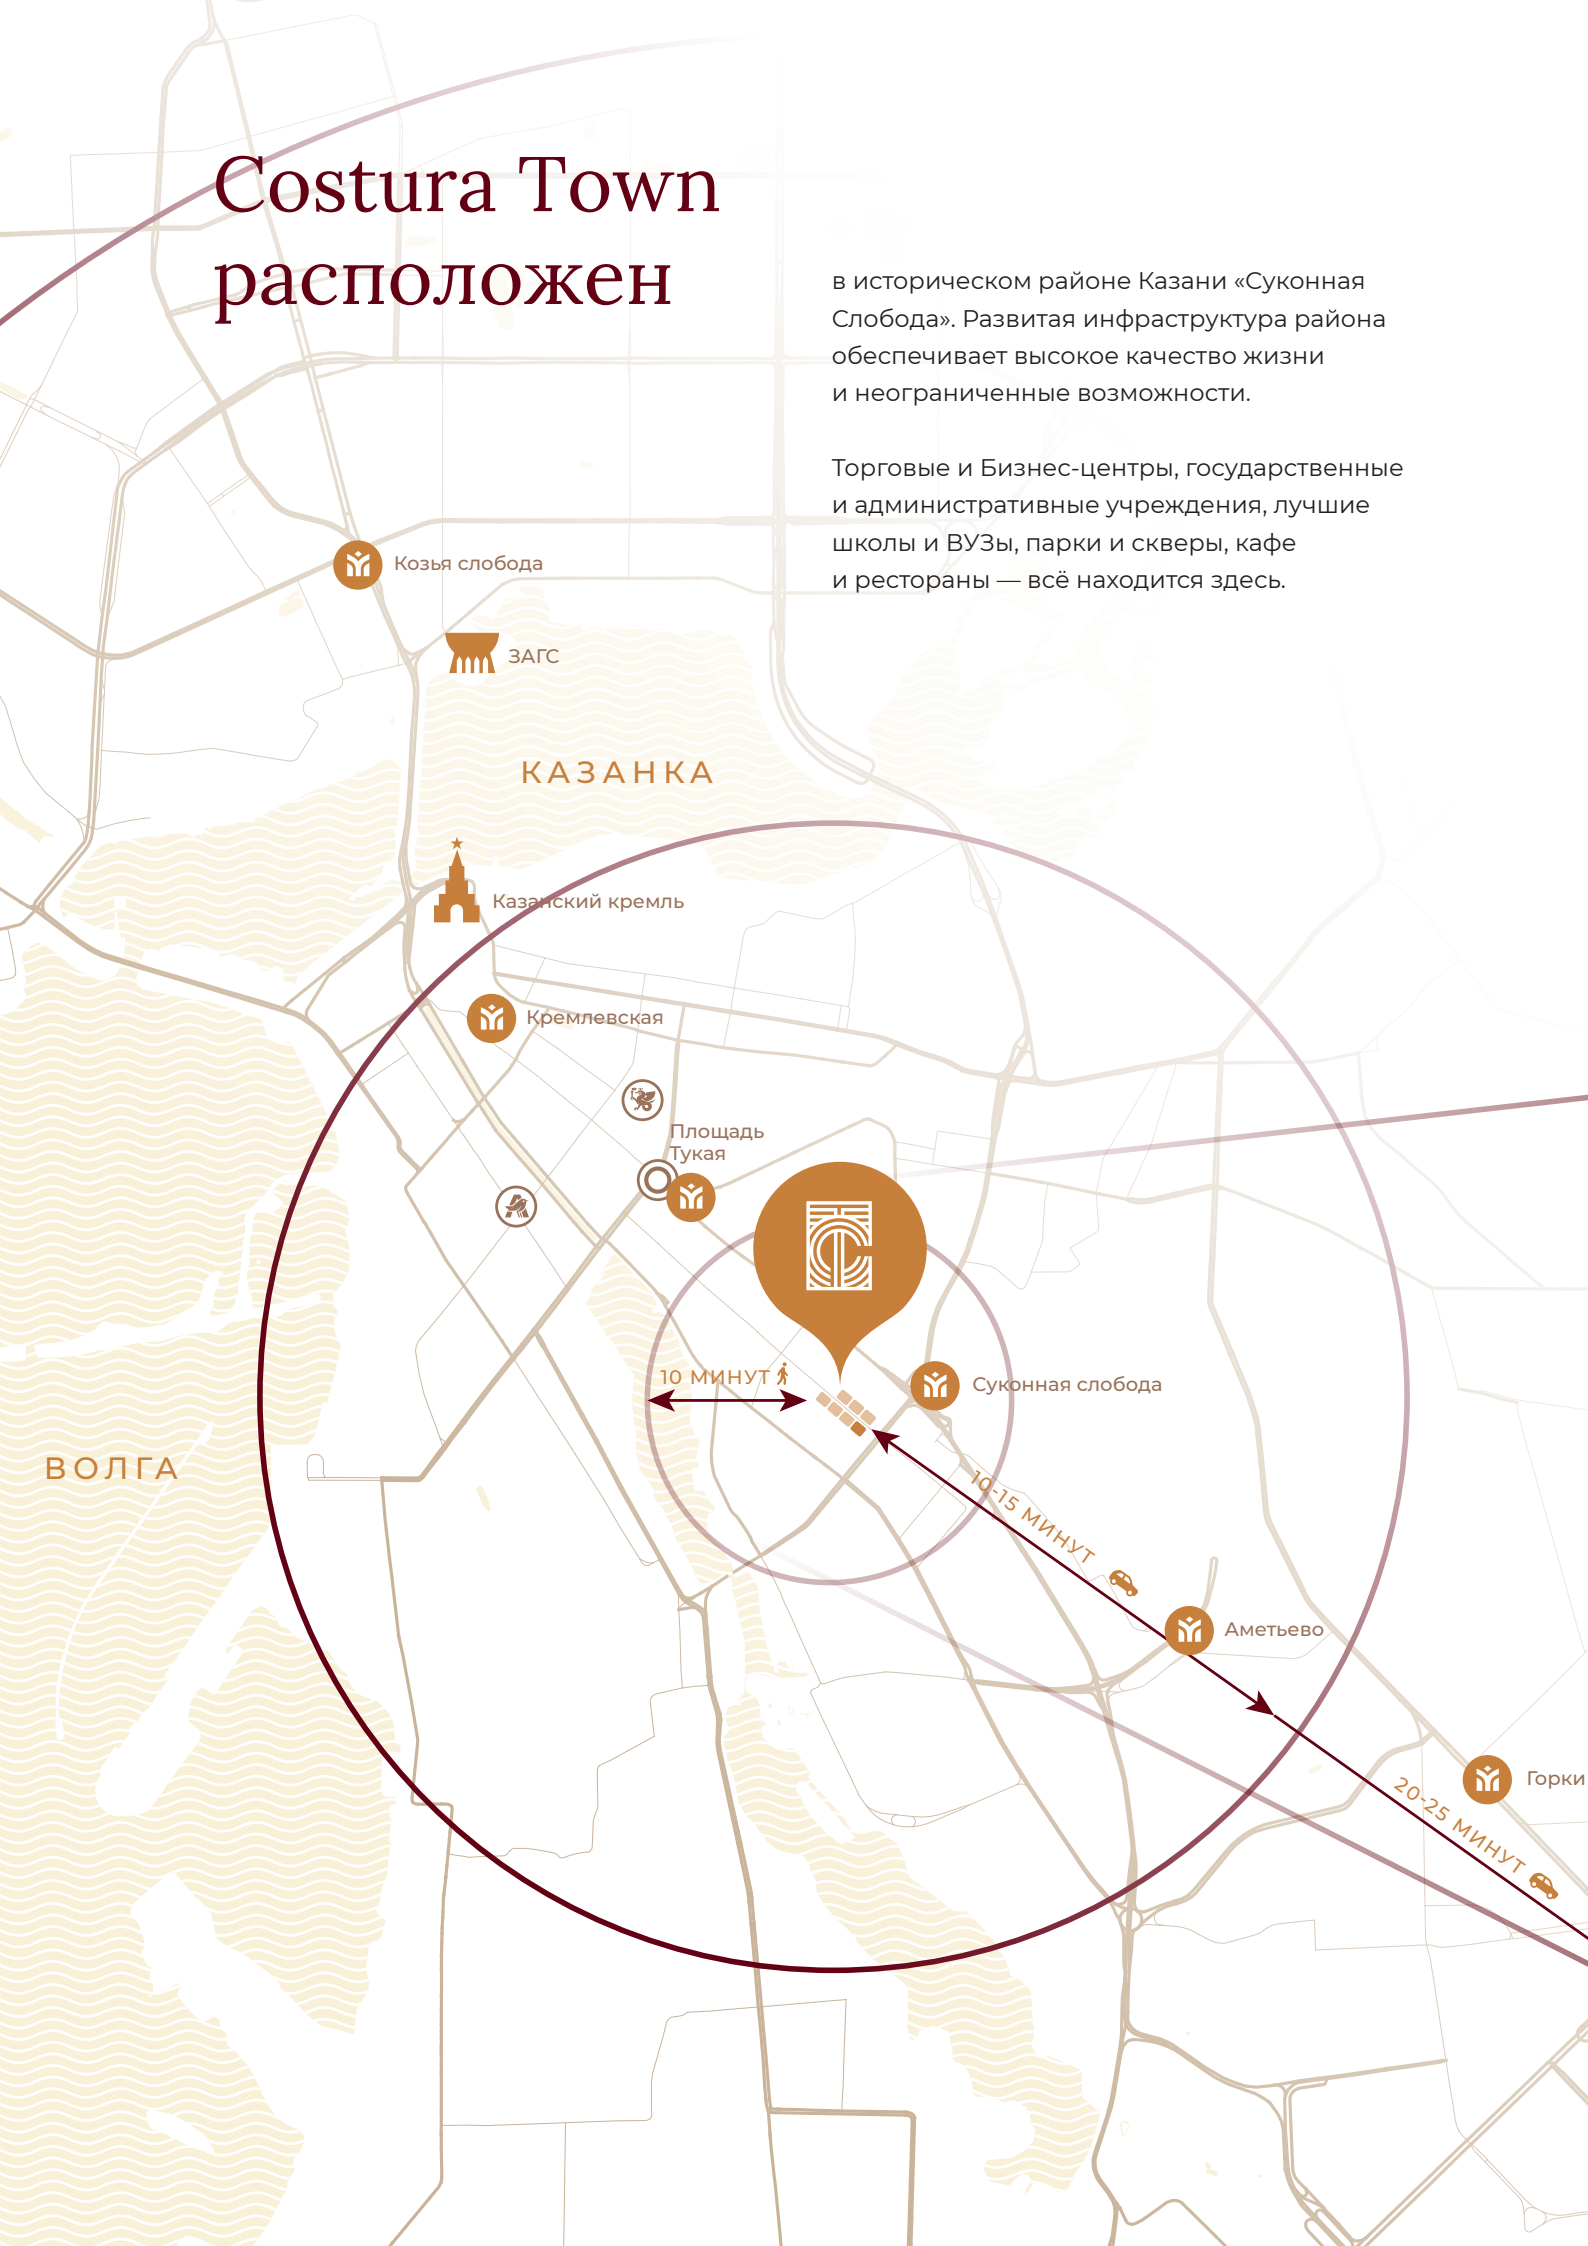 Costura Town
расположен
в историческом районе Казани «Суконная
Слобода». Развитая инфраструктура района
обеспечивает высокое качество жизни
и неограниченные возможности.
Торговые и Бизнес-центры, государственные
и административные учреждения, лучшие
школы и ВУЗы, парки и скверы, кафе
и рестораны — всё находится здесь.
Козья слобода
ЗАГС
КАЗАНКА
Казанский кремль
Кремлевская
Площадь
Тукая
10 МИНУТ
Суконная слобода
ВОЛГА
10-15 МИНУТ
Аметьево
Горки
20-25 МИНУТ